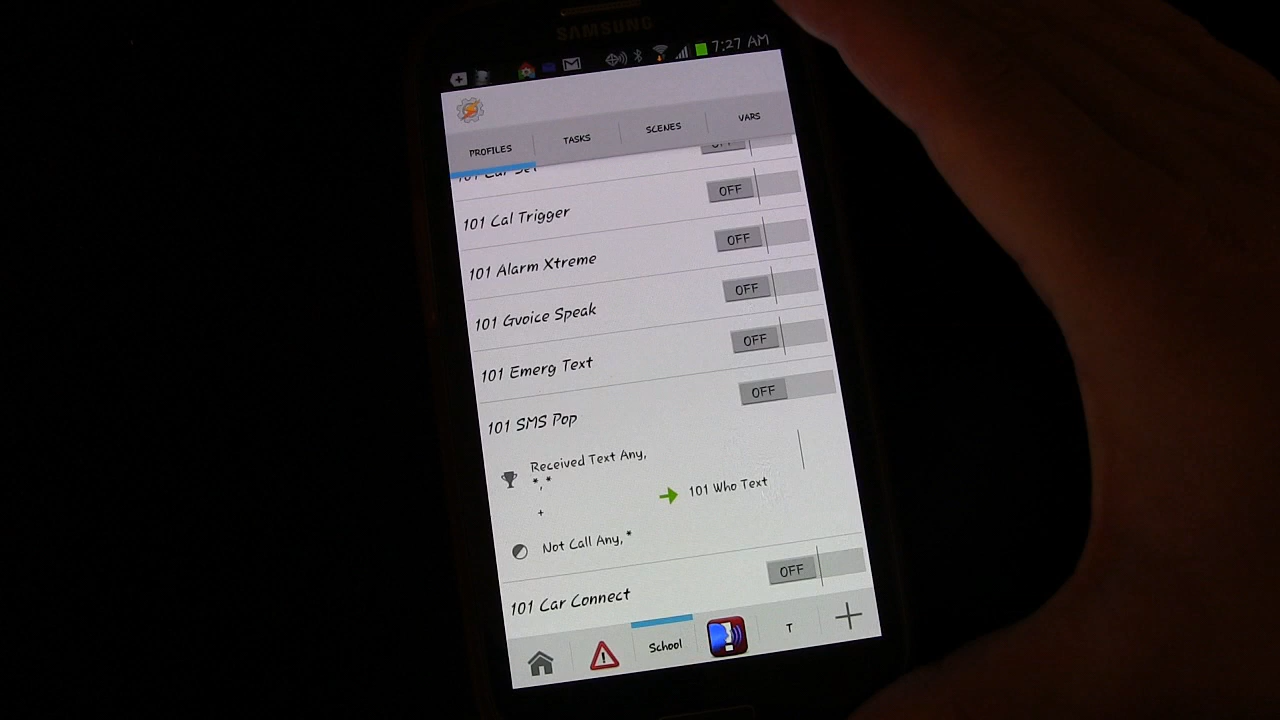 SAMSUNG
7:27 AM
PROFILES
TASKS
SCENES
VARS
OFF
101 Cal Trigger
OFF
101 Alarm Xtreme
OFF
101 Gvoice Speak
OFF
101 Emerg Text
OFF
101 SMS Pop
OFF
Received Text Any,
*,*
+
101 Who Text
Not Call Any,*
101 Car Connect
OFF
School
T